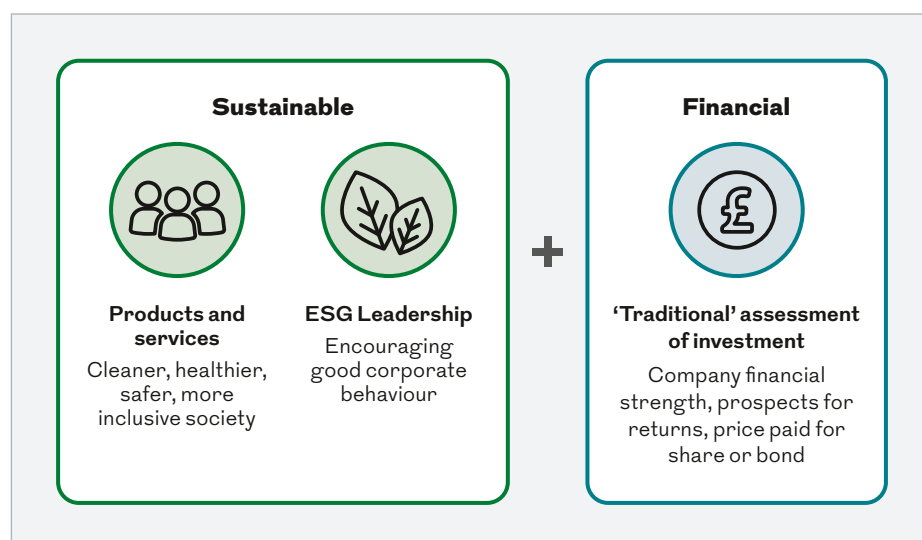 Sustainable
Products and
services
Cleaner, healthier,
safer, more
inclusive society
ESG Leadership
Encouraging
good corporate
behaviour
+
Financial
£
‘Traditional’ assessment
of investment
Company financial
strength, prospects for
returns, price paid for
share or bond